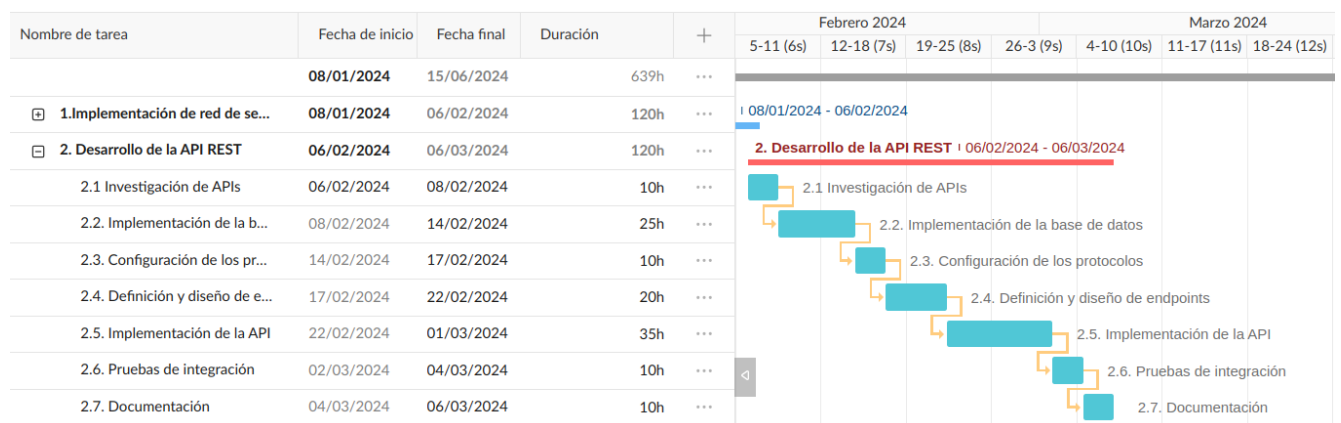 Febrero 2024 Marzo 2024
Nombre de tarea Fecha de inicio Fecha final Duración
5-11 (6s) 12-18 (7s) 19-25 (8s) 26-3 (9s) 4-10 (10s) 11-17 (11s) 18-24 (12s)
08/01/2024 15/06/2024 639h
1.Implementación de red de se... 08/01/2024 06/02/2024 120h 08/01/2024 - 06/02/2024
2. Desarrollo de la API REST 06/02/2024 06/03/2024 120h 2. Desarrollo de la API REST 06/02/2024 - 06/03/2024
2.1 Investigación de APIs 06/02/2024 08/02/2024 10h 2.1 Investigación de APIs
2.2. Implementación de la b... 08/02/2024 14/02/2024 25h 2.2. Implementación de la base de datos
2.3. Configuración de los pr... 14/02/2024 17/02/2024 10h 2.3. Configuración de los protocolos
2.4. Definición y diseño de e... 17/02/2024 22/02/2024 20h 2.4. Definición y diseño de endpoints
2.5. Implementación de la API 22/02/2024 01/03/2024 35h 2.5. Implementación de la API
2.6. Pruebas de integración 02/03/2024 04/03/2024 10h 2.6. Pruebas de integración
2.7. Documentación 04/03/2024 06/03/2024 10h 2.7. Documentación